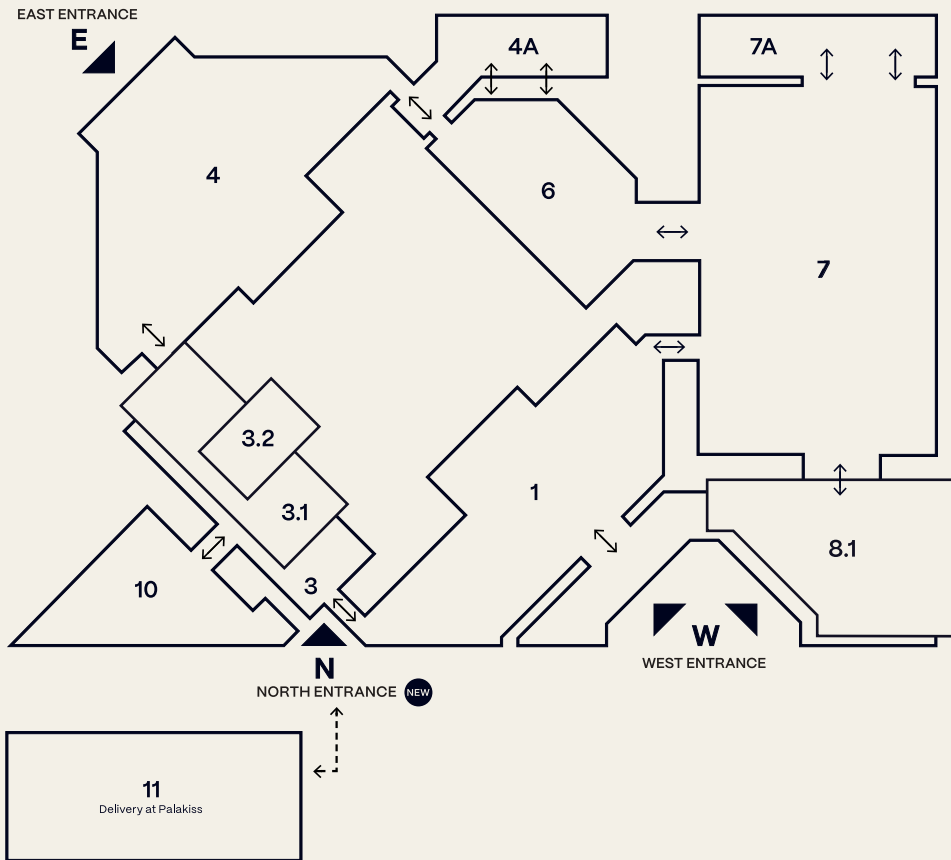 EAST ENTRANCE
E
4A
7A
4
6
7
3.2
3.1
1
8.1
3
10
W
WEST ENTRANCE
N
NORTH ENTRANCE NEW
11
Delivery at Palakiss